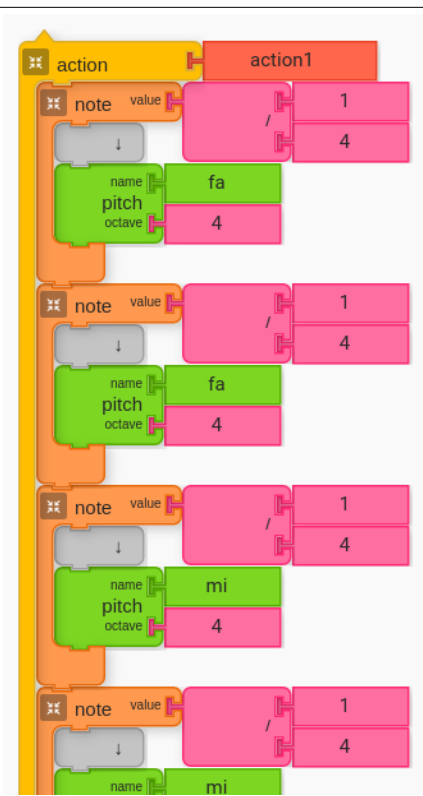 action action1
note value 1
/
4
↓
name fa
pitch
octave 4
note value 1
/
4
↓
name fa
pitch
octave 4
note value 1
/
4
↓
name mi
pitch
octave 4
note value 1
/
4
↓
name mi